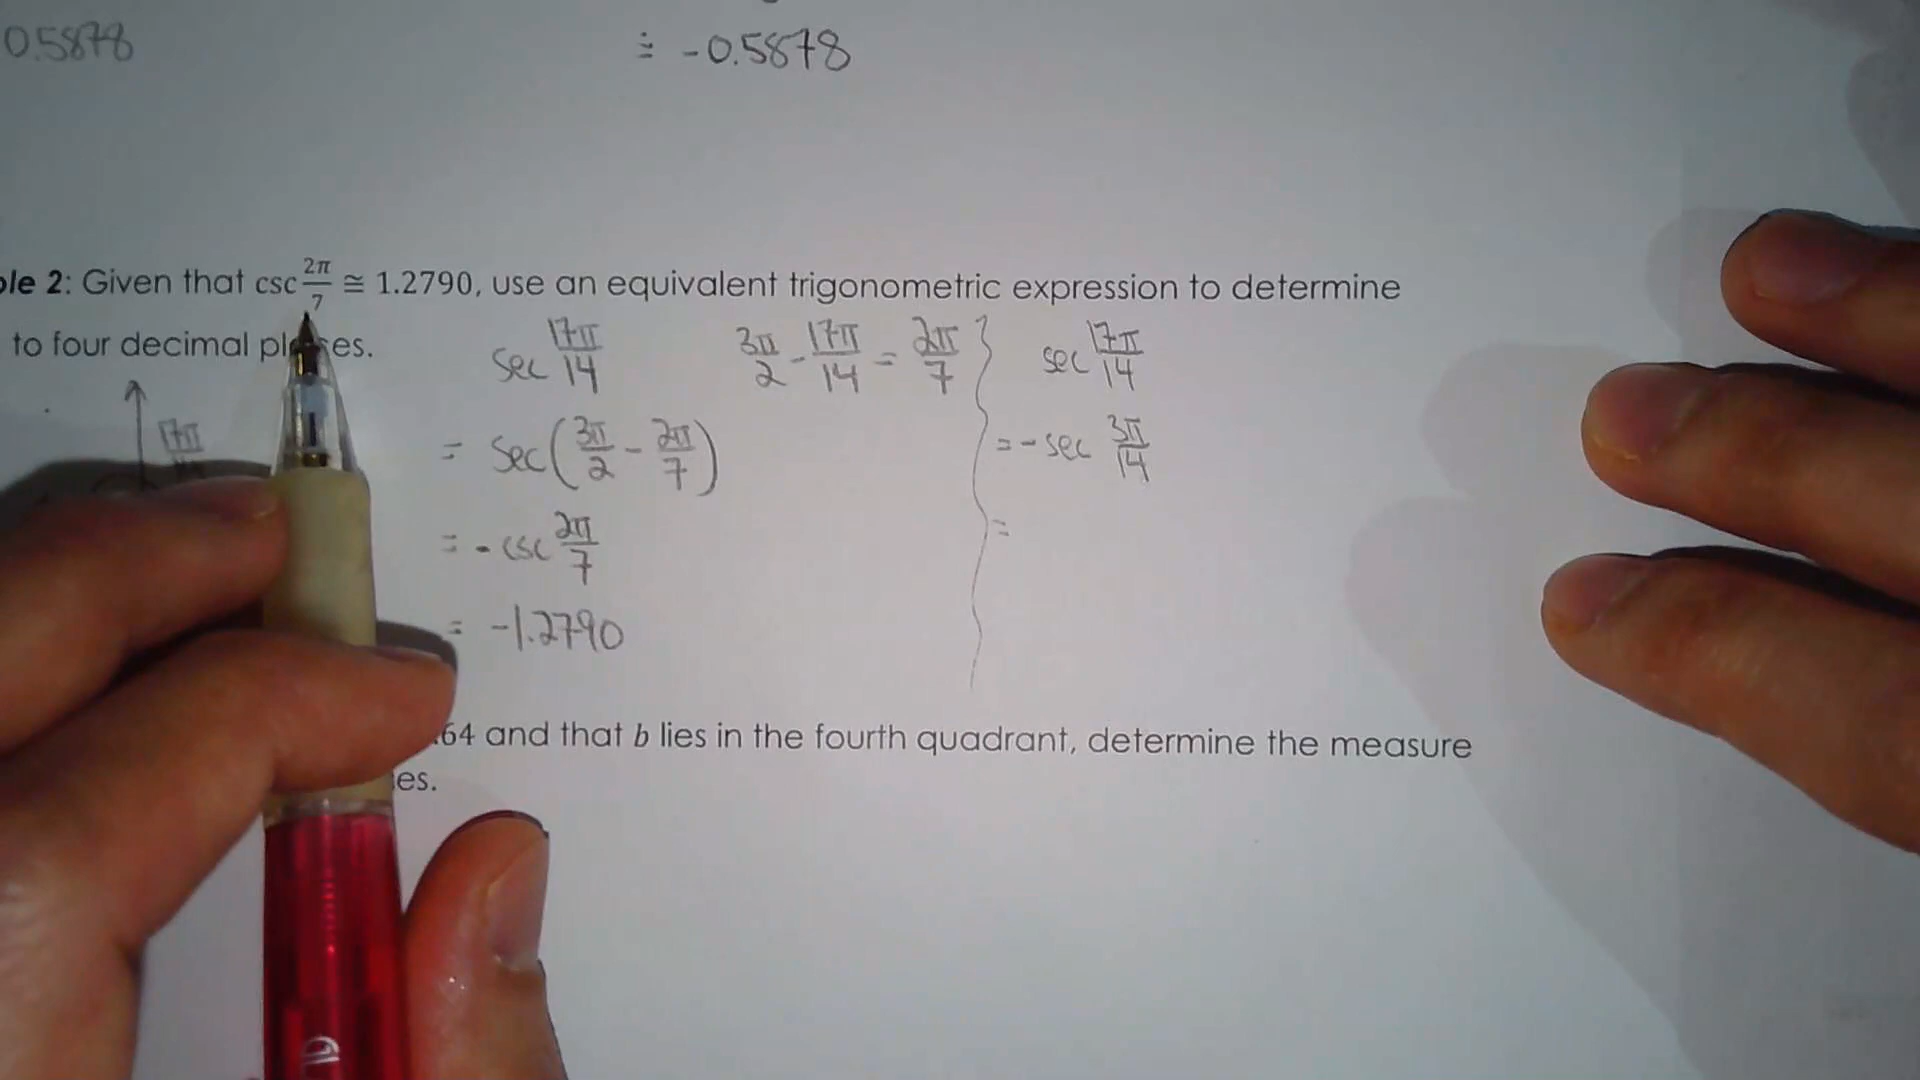 0.5878
≐ -0.5878
ple 2: Given that csc 2π/7 ≅ 1.2790, use an equivalent trigonometric expression to determine
to four decimal places.
17π
sec 17π/14
= sec(3π/2 - 2π/7)
= - csc 2π/7
= -1.2790
3π/2 - 17π/14 = 2π/7
sec 17π/14
= - sec 3π/14
=
.64 and that b lies in the fourth quadrant, determine the measure
es.